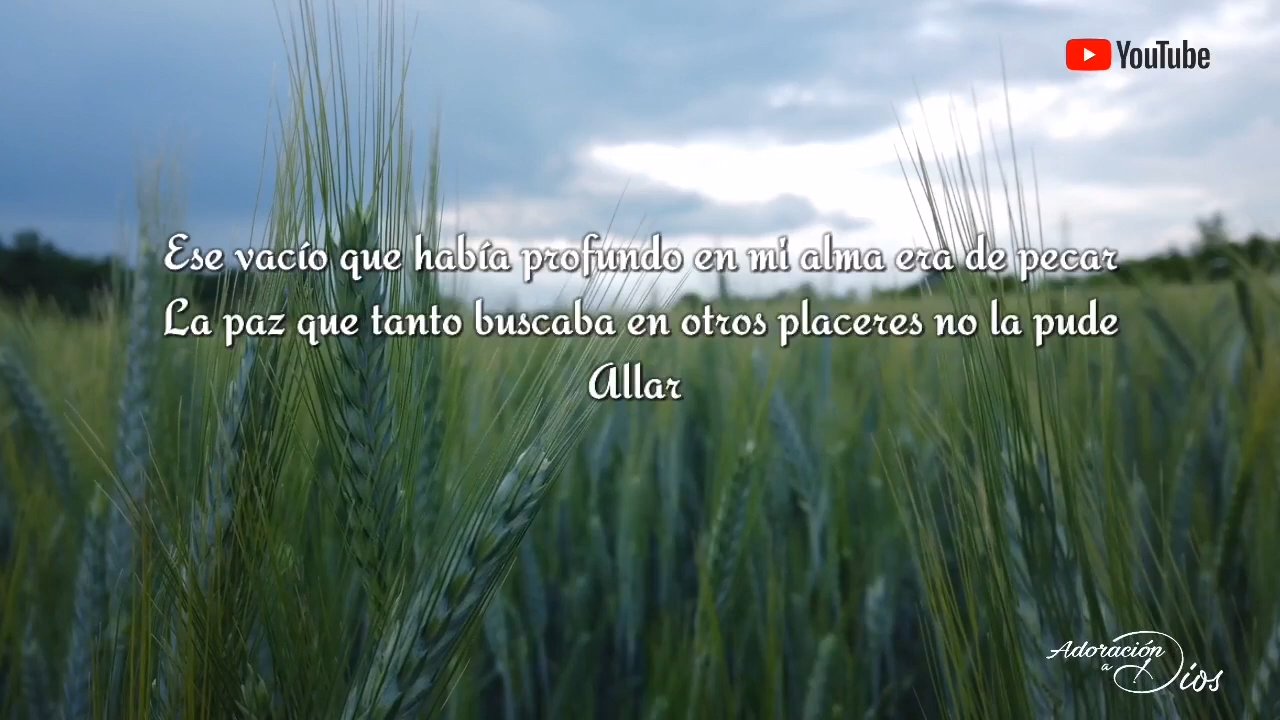 YouTube
Ese vacío que había profundo en mi alma era de pecar
La paz que tanto buscaba en otros placeres no la pude
Allar
Adoración
a Dios